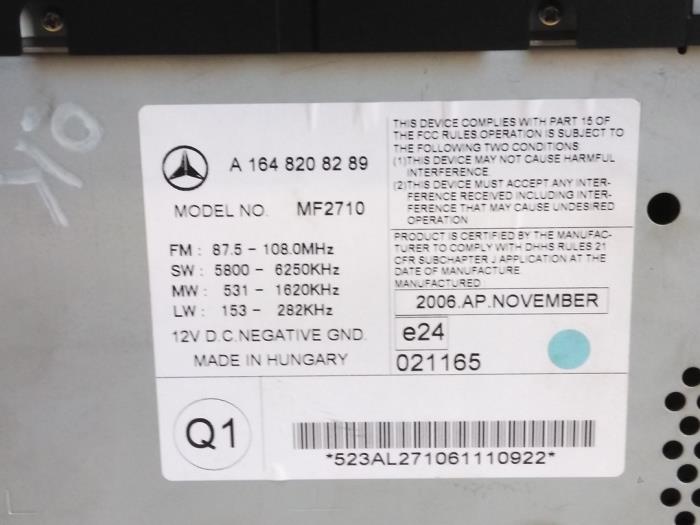 A 164 820 82 89
MODEL NO. MF2710
FM : 87.5 - 108.0MHz
SW : 5800 - 6250KHz
MW : 531 - 1620KHz
LW : 153 - 282KHz
12V D.C.NEGATIVE GND.
MADE IN HUNGARY
THIS DEVICE COMPLIES WITH PART 15 OF
THE FCC RULES.OPERATION IS SUBJECT TO
THE FOLLOWING TWO CONDITIONS
(1)THIS DEVICE MAY NOT CAUSE HARMFUL
INTERFERENCE.
(2)THIS DEVICE MUST ACCEPT ANY INTER-
FERENCE RECEIVED INCLUDING INTER-
FERENCE THAT MAY CAUSE UNDESIRED
OPERATION
PRODUCT IS CERTIFIED BY THE MANUFAC-
TURER TO COMPLY WITH DHHS RULES 21
CFR SUBCHAPTER J APPLICATION AT THE
DATE OF MANUFACTURE
MANUFACTURED
2006.AP.NOVEMBER
e24
021165
Q1
*523AL271061110922*